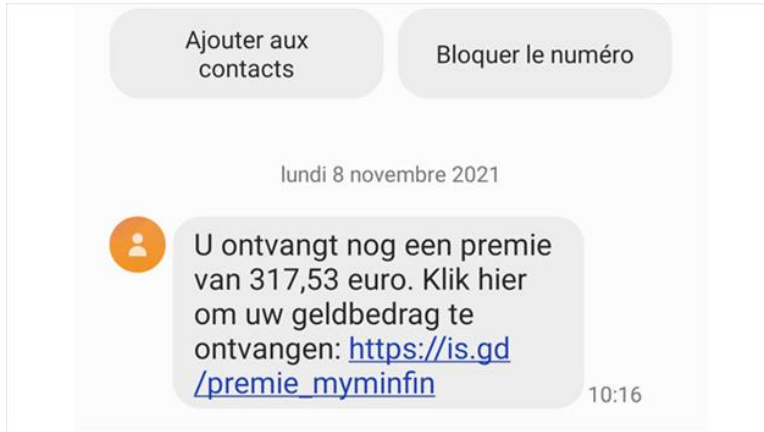 Ajouter aux
contacts
Bloquer le numéro
lundi 8 novembre 2021
U ontvangt nog een premie
van 317,53 euro. Klik hier
om uw geldbedrag te
ontvangen: https://is.gd
/premie_myminfin
10:16